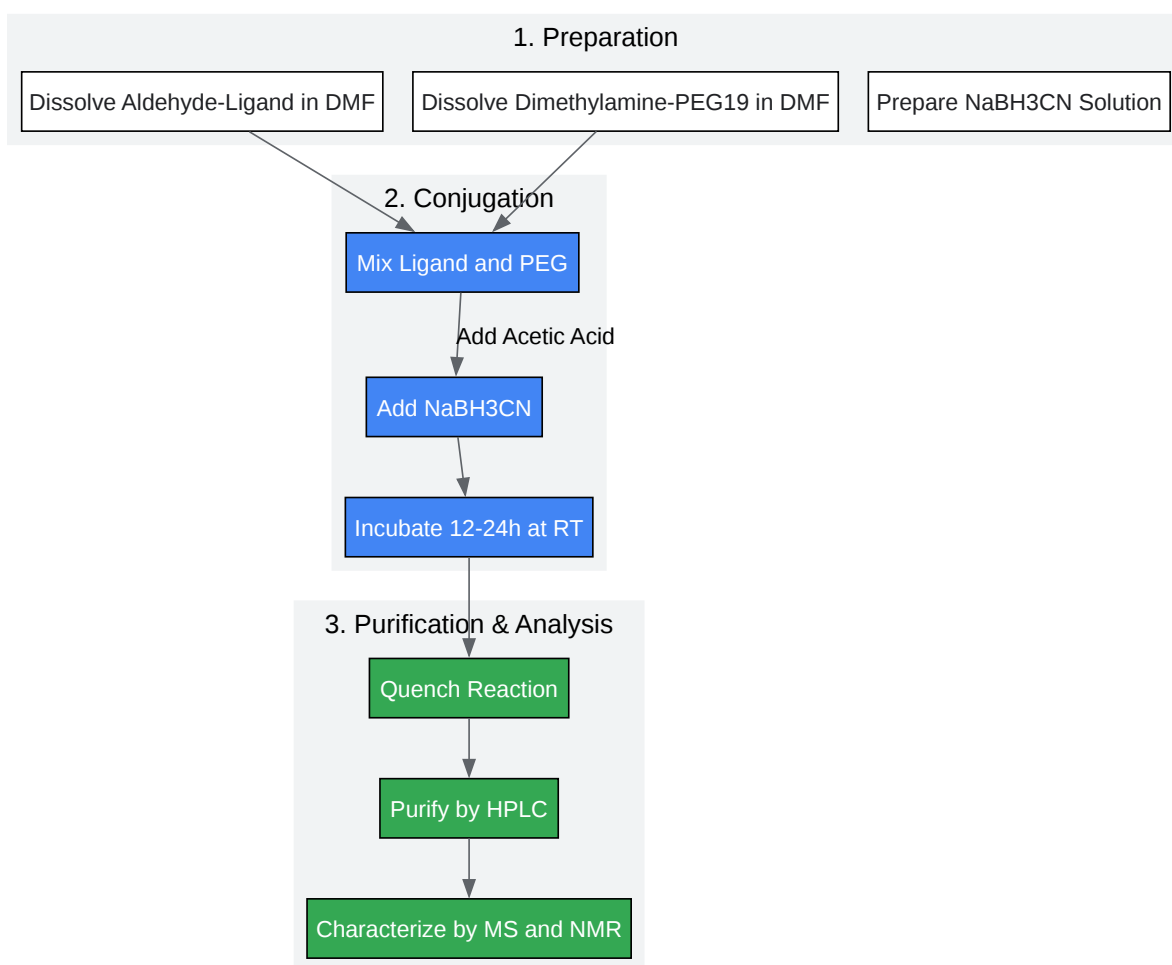 1. Preparation
Dissolve Aldehyde-Ligand in DMF
Dissolve Dimethylamine-PEG19 in DMF
Prepare NaBH3CN Solution
2. Conjugation
Mix Ligand and PEG
Add Acetic Acid
Add NaBH3CN
Incubate 12-24h at RT
3. Purification & Analysis
Quench Reaction
Purify by HPLC
Characterize by MS and NMR